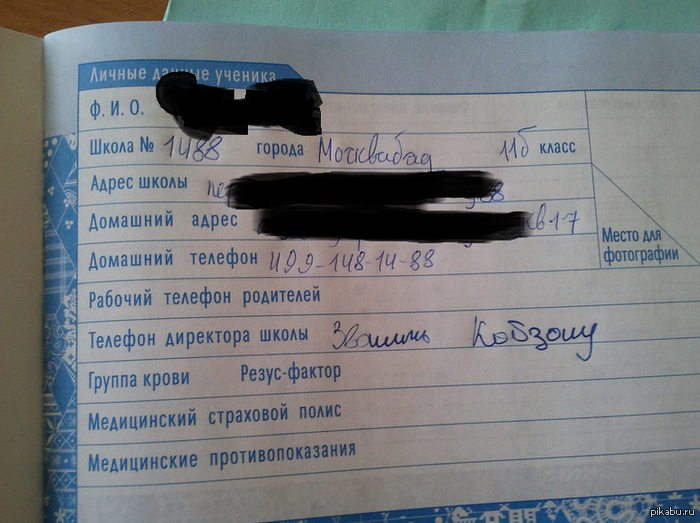 Личные данные ученика
Ф. И. О.
Школа № 1488 города Москвабад 11б класс
Адрес школы
Домашний адрес кв 17
Домашний телефон 499-148-14-88
Место для
фотографии
Рабочий телефон родителей
Телефон директора школы Звоните Кобзону
Группа крови Резус-фактор
Медицинский страховой полис
Медицинские противопоказания
pikabu.ru